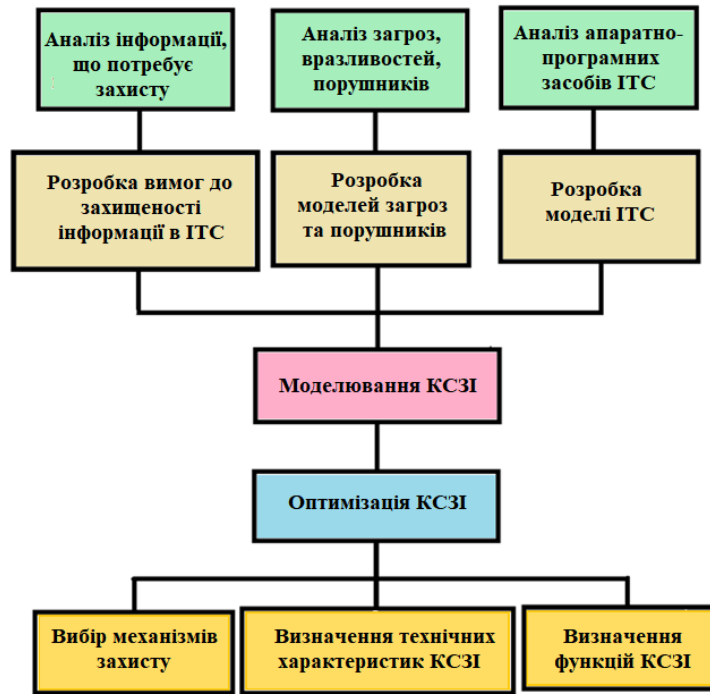 Аналіз інформації,
що потребує
захисту
Аналіз загроз,
вразливостей,
порушників
Аналіз апаратно-
програмних
засобів ІТС
Розробка вимог до
захищеності
інформації в ІТС
Розробка
моделей загроз
та порушників
Розробка
моделі ІТС
Моделювання КСЗІ
Оптимізація КСЗІ
Вибір механізмів
захисту
Визначення технічних
характеристик КСЗІ
Визначення
функцій КСЗІ